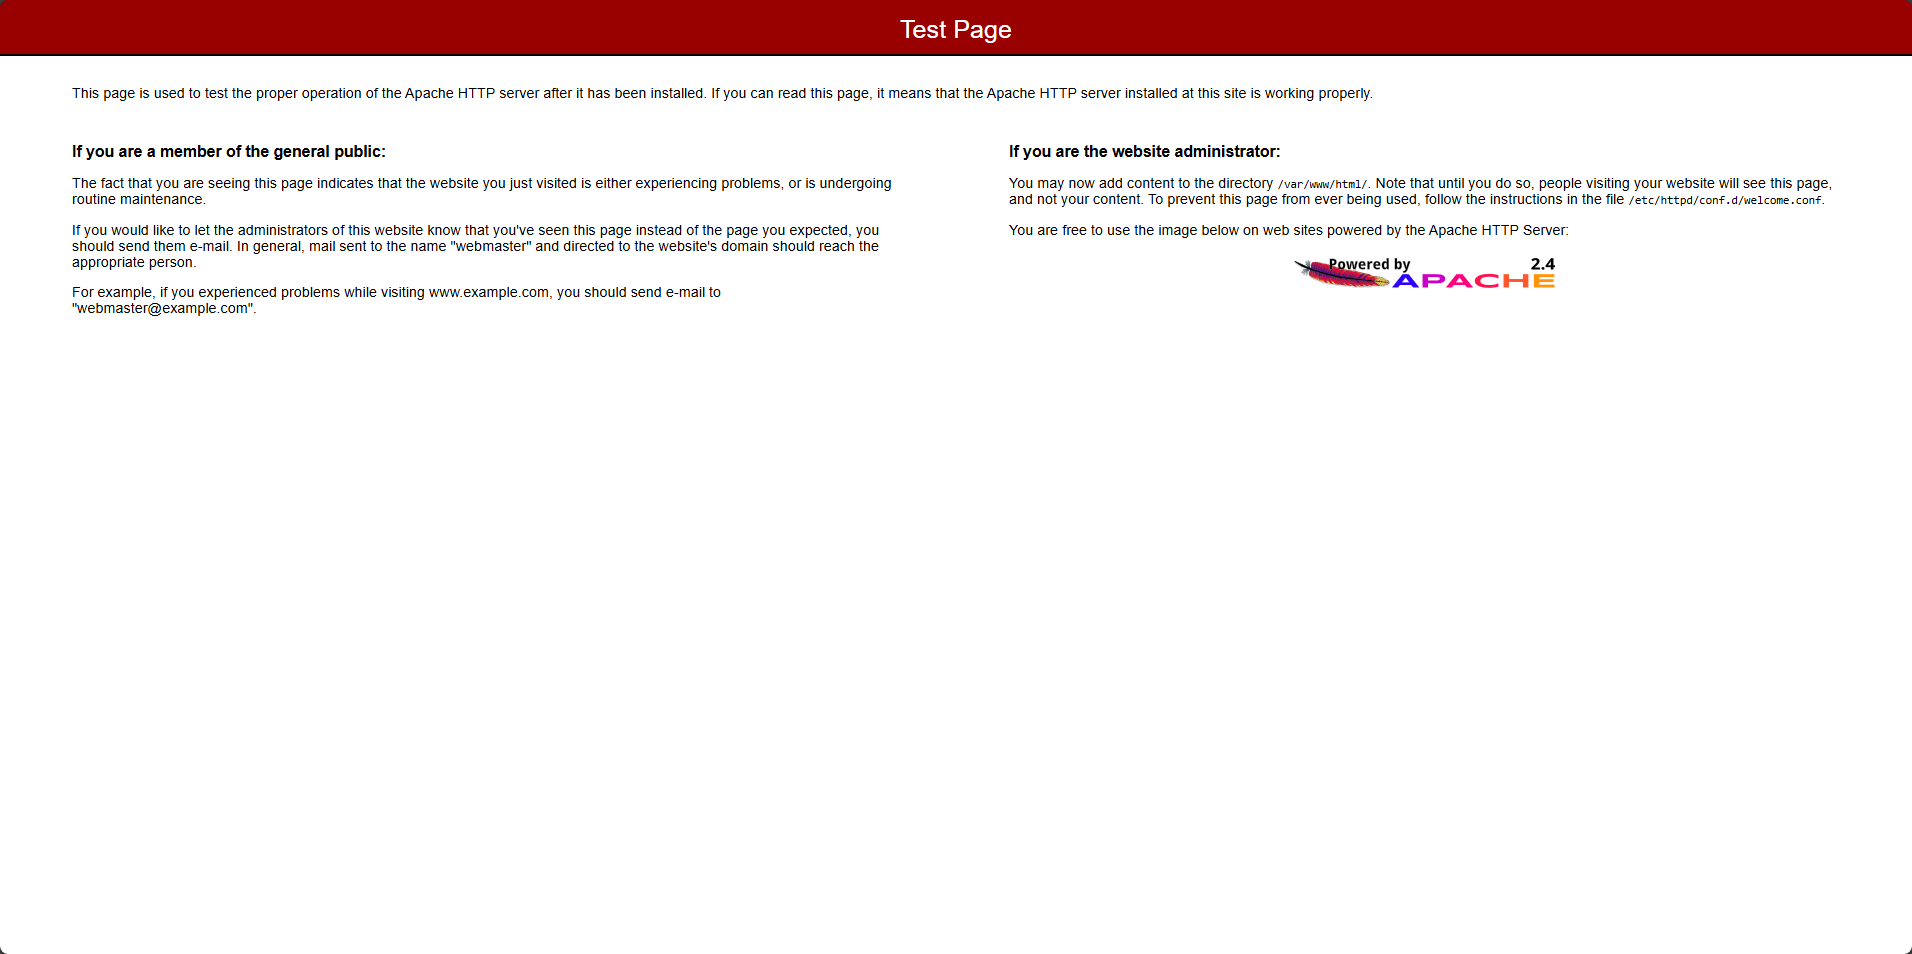 Test Page
This page is used to test the proper operation of the Apache HTTP server after it has been installed. If you can read this page, it means that the Apache HTTP server installed at this site is working properly.
If you are a member of the general public:
The fact that you are seeing this page indicates that the website you just visited is either experiencing problems, or is undergoing
routine maintenance.
If you would like to let the administrators of this website know that you've seen this page instead of the page you expected, you
should send them e-mail. In general, mail sent to the name "webmaster" and directed to the website's domain should reach the
appropriate person.
For example, if you experienced problems while visiting www.example.com, you should send e-mail to
"webmaster@example.com".
If you are the website administrator:
You may now add content to the directory /var/www/html/. Note that until you do so, people visiting your website will see this page,
and not your content. To prevent this page from ever being used, follow the instructions in the file /etc/httpd/conf.d/welcome.conf.
You are free to use the image below on web sites powered by the Apache HTTP Server:
Powered by 2.4
APACHE